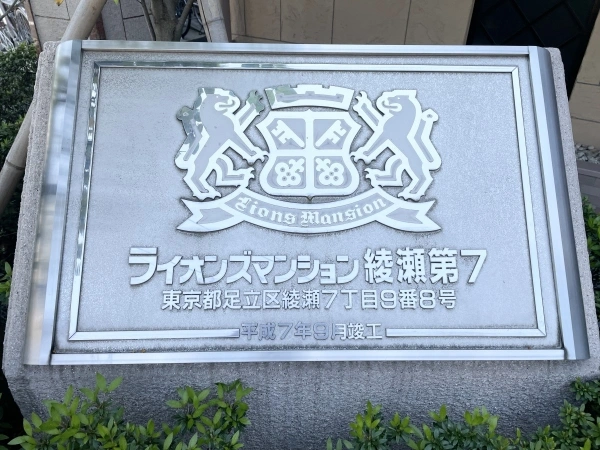 Lions Mansion
ライオンズマンション綾瀬第7
東京都足立区綾瀬7丁目9番8号
平成7年9月竣工